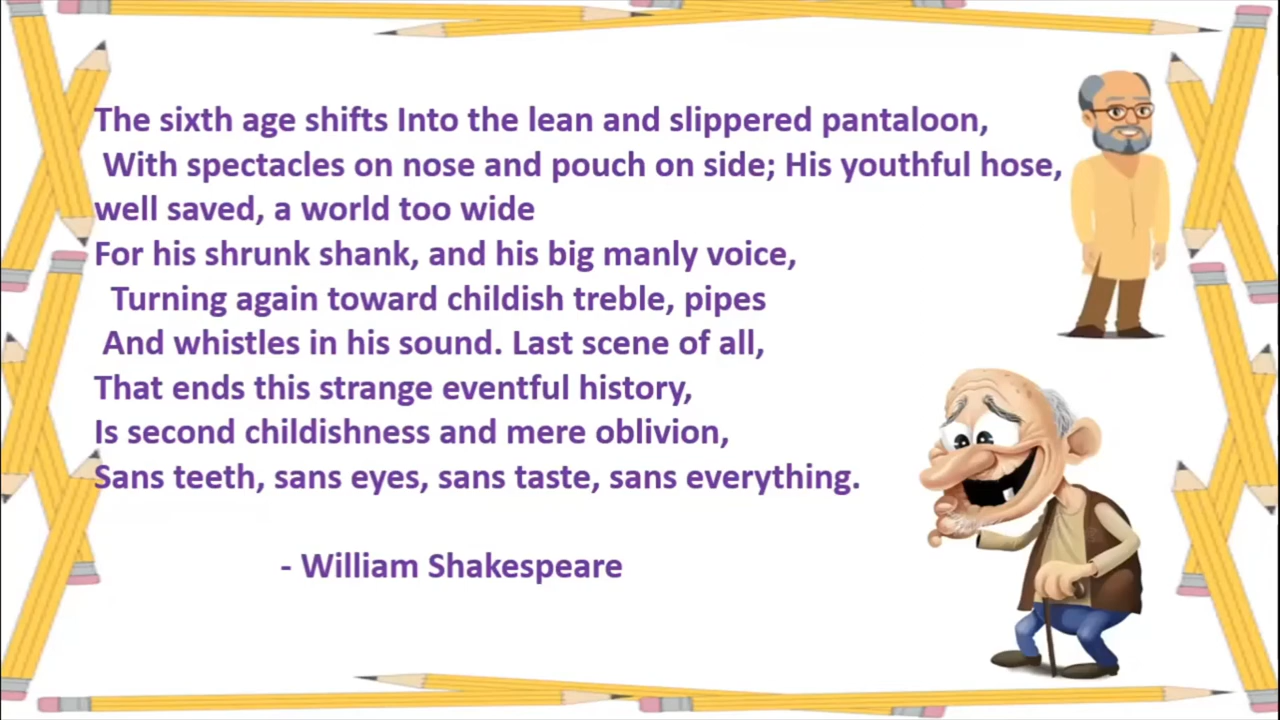 The sixth age shifts Into the lean and slippered pantaloon,
With spectacles on nose and pouch on side; His youthful hose,
well saved, a world too wide
For his shrunk shank, and his big manly voice,
Turning again toward childish treble, pipes
And whistles in his sound. Last scene of all,
That ends this strange eventful history,
Is second childishness and mere oblivion,
Sans teeth, sans eyes, sans taste, sans everything.
- William Shakespeare